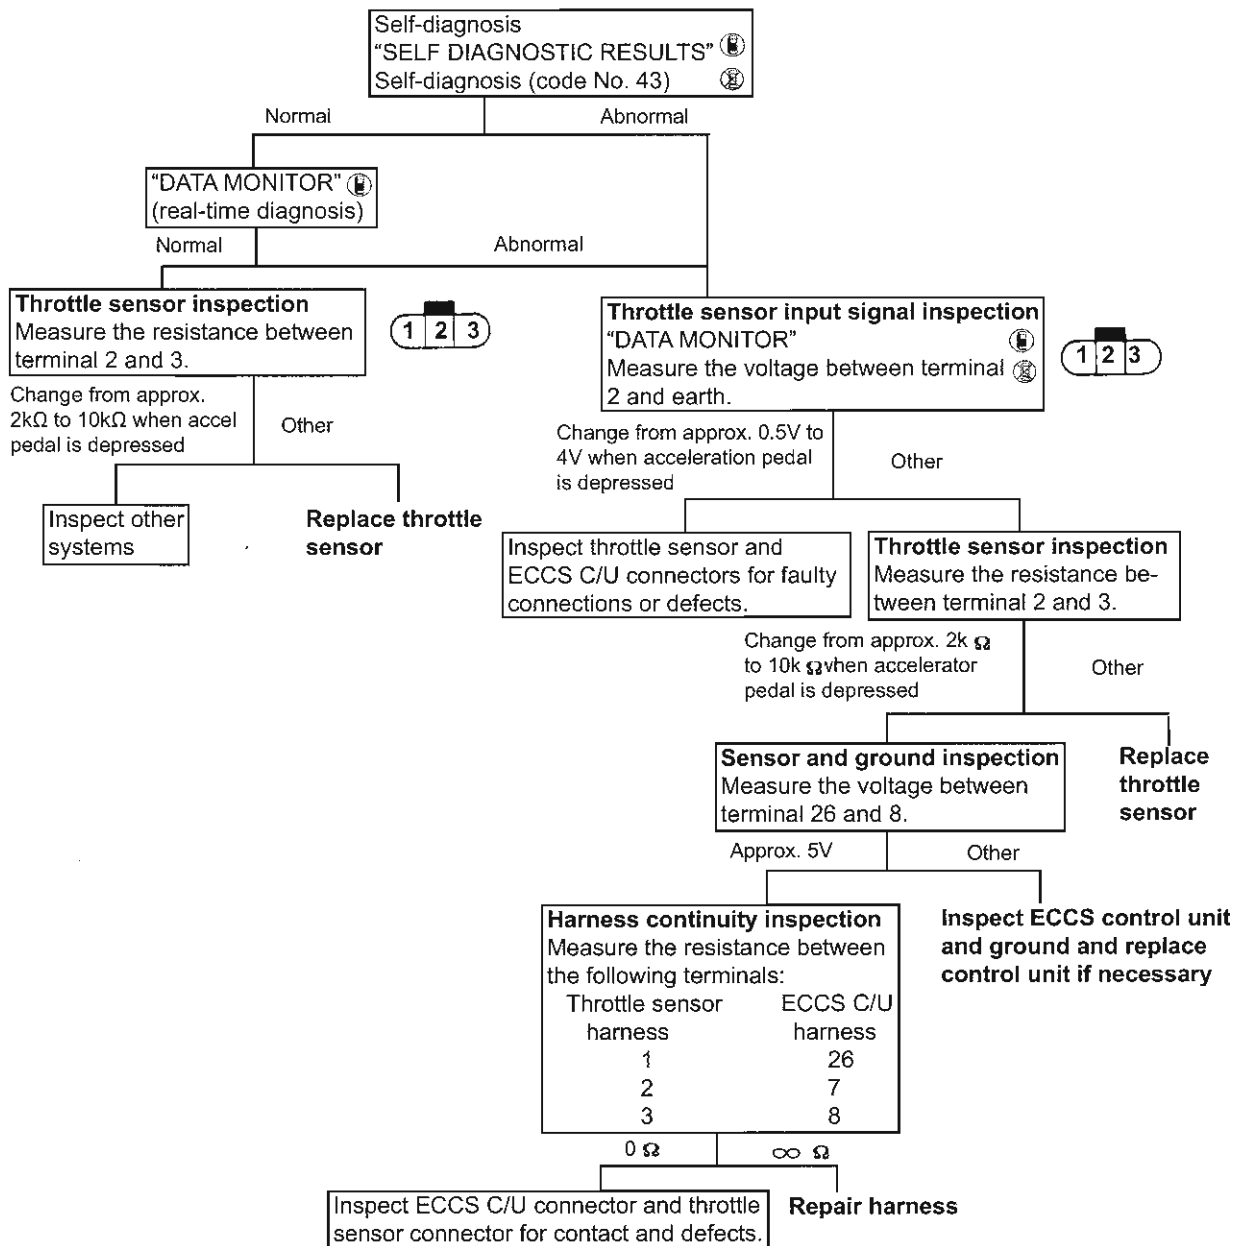 Self-diagnosis
“SELF DIAGNOSTIC RESULTS”
Self-diagnosis (code No. 43)
Normal
Abnormal
“DATA MONITOR”
(real-time diagnosis)
Normal
Abnormal
Throttle sensor inspection
Measure the resistance between
terminal 2 and 3.
1 2 3
Throttle sensor input signal inspection
“DATA MONITOR”
Measure the voltage between terminal
2 and earth.
1 2 3
Change from approx.
2kΩ to 10kΩ when accel
pedal is depressed
Other
Change from approx. 0.5V to
4V when acceleration pedal
is depressed
Other
Inspect other
systems
Replace throttle
sensor
Inspect throttle sensor and
ECCS C/U connectors for faulty
connections or defects.
Throttle sensor inspection
Measure the resistance be-
tween terminal 2 and 3.
Change from approx. 2k Ω
to 10k Ω when accelerator
pedal is depressed
Other
Sensor and ground inspection
Measure the voltage between
terminal 26 and 8.
Replace
throttle
sensor
Approx. 5V
Other
Harness continuity inspection
Measure the resistance between
the following terminals:
Throttle sensor ECCS C/U
harness harness
1 26
2 7
3 8
Inspect ECCS control unit
and ground and replace
control unit if necessary
0 Ω
∞ Ω
Inspect ECCS C/U connector and throttle
sensor connector for contact and defects.
Repair harness